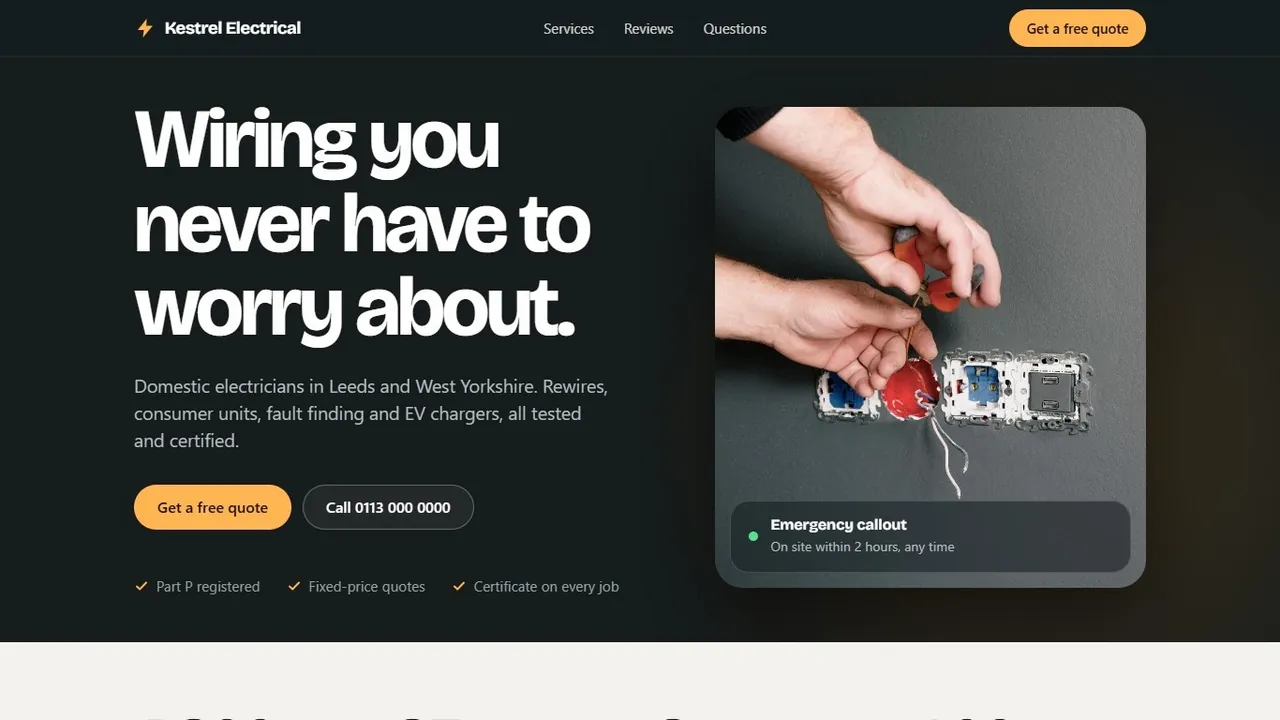 Kestrel Electrical
Services
Reviews
Questions
Get a free quote
Wiring you
never have to
worry about.
Domestic electricians in Leeds and West Yorkshire. Rewires,
consumer units, fault finding and EV chargers, all tested
and certified.
Get a free quote
Call 0113 000 0000
Part P registered
Fixed-price quotes
Certificate on every job
Emergency callout
On site within 2 hours, any time